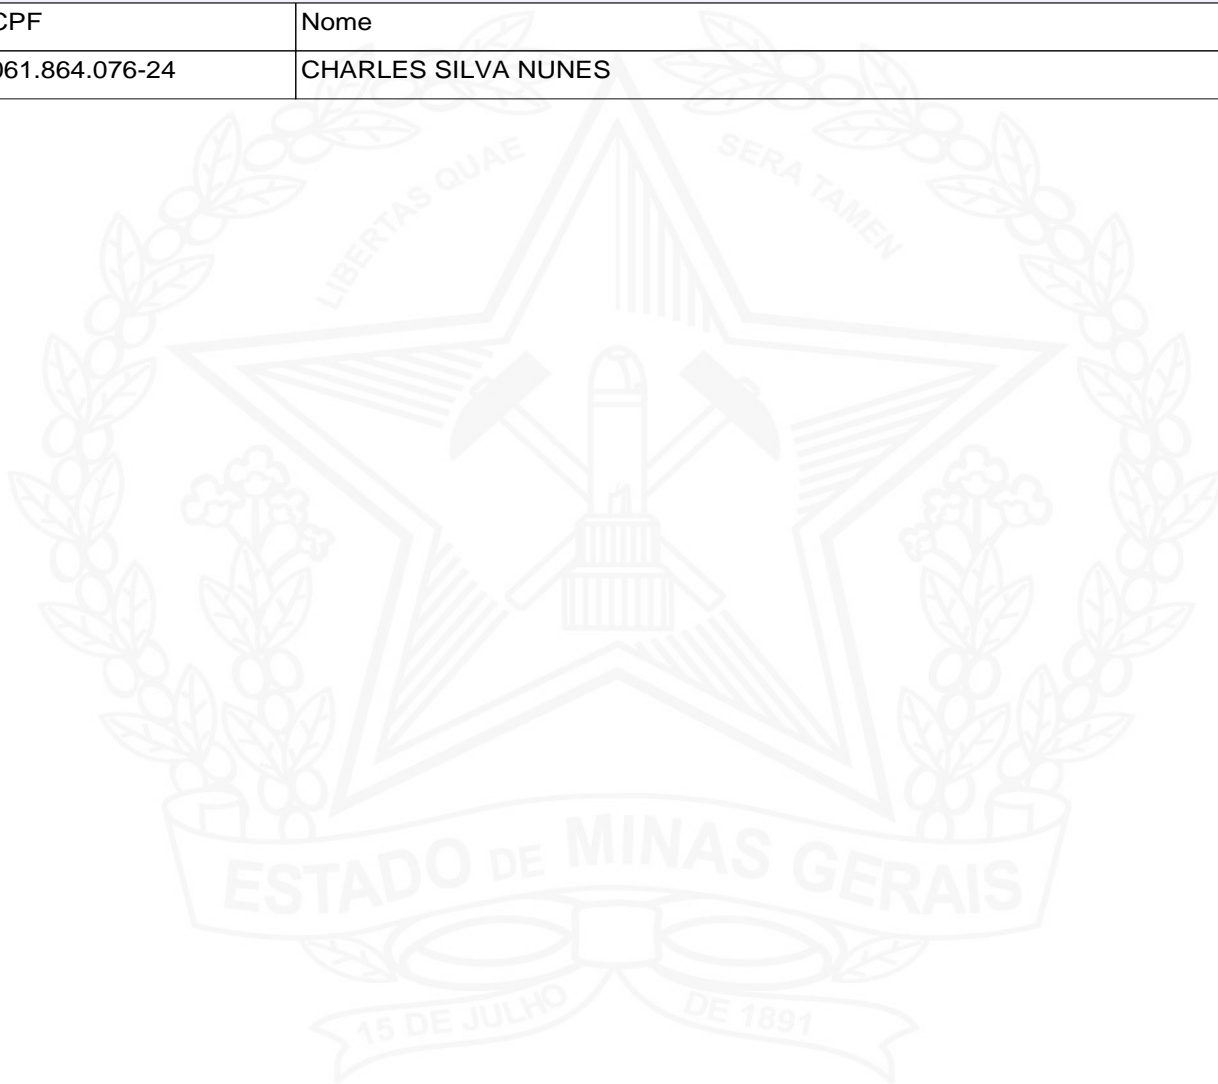 CPF Nome
061.864.076-24 CHARLES SILVA NUNES
LIBERTAS QUAE SERA TAMEN
ESTADO DE MINAS GERAIS
15 DE JULHO DE 1891